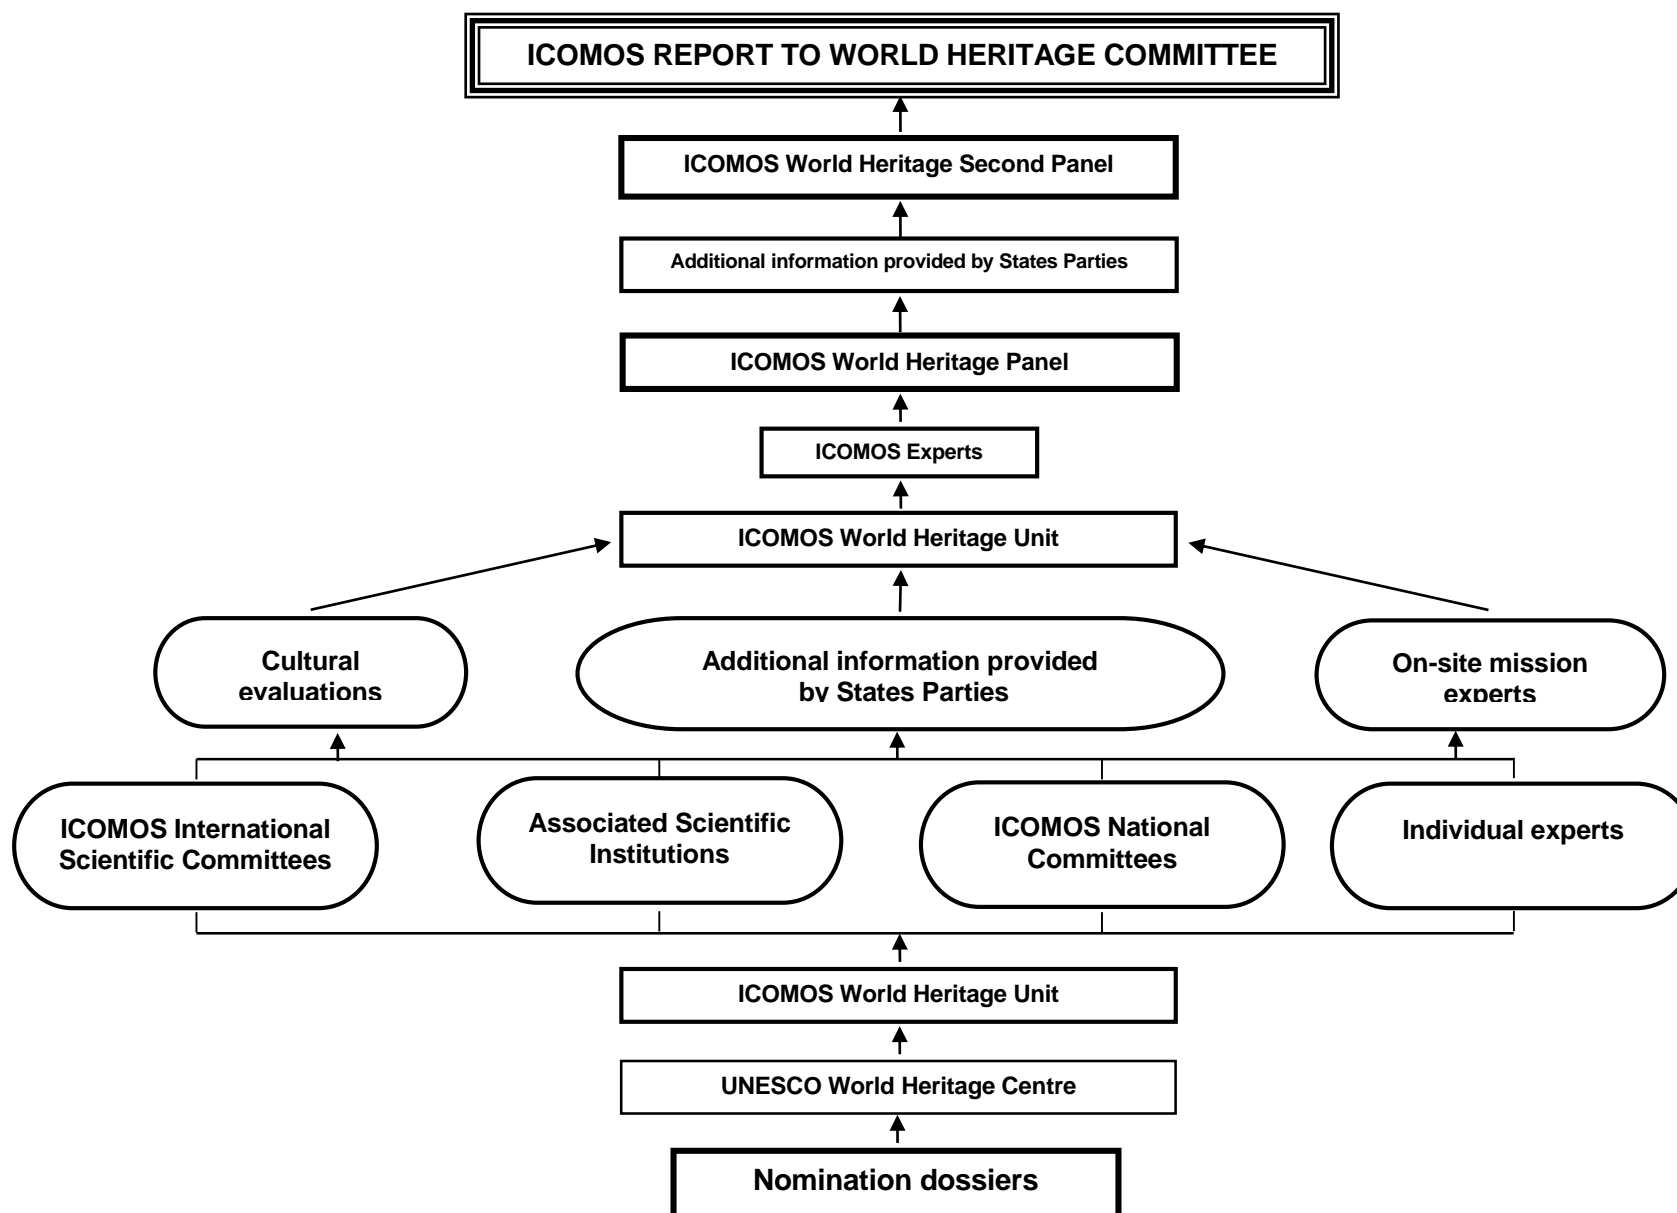 ICOMOS REPORT TO WORLD HERITAGE COMMITTEE
ICOMOS World Heritage Second Panel
Additional information provided by States Parties
ICOMOS World Heritage Panel
ICOMOS Experts
ICOMOS World Heritage Unit
Cultural
evaluations
Additional information provided
by States Parties
On-site mission
experts
ICOMOS International
Scientific Committees
Associated Scientific
Institutions
ICOMOS National
Committees
Individual experts
ICOMOS World Heritage Unit
UNESCO World Heritage Centre
Nomination dossiers